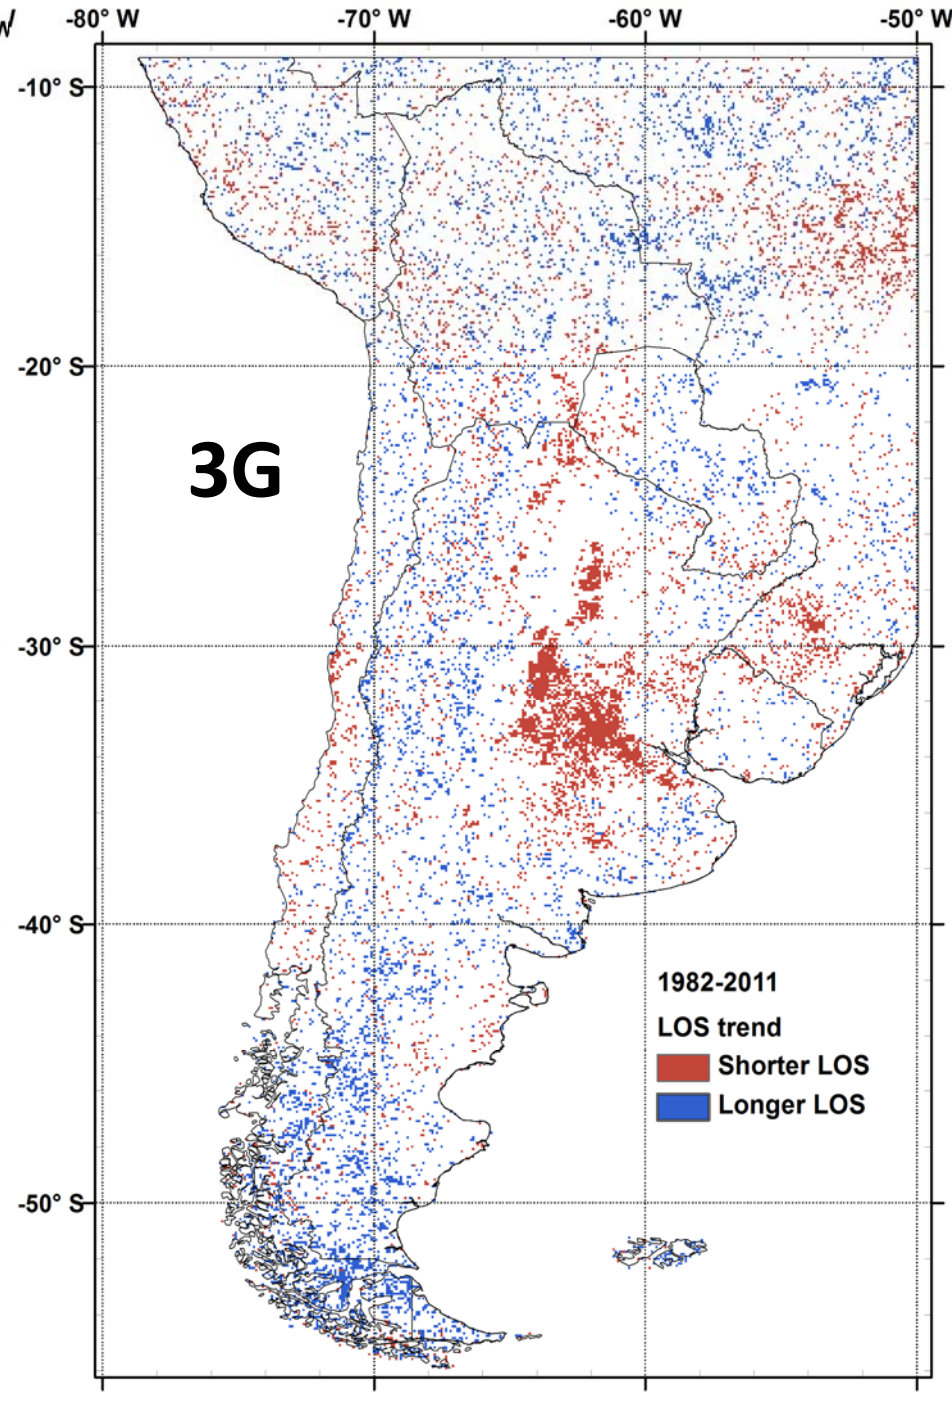 W
-80° W
-70° W
-60° W
-50° W
-10° S
-20° S
3G
-30° S
-40° S
1982-2011
LOS trend
Shorter LOS
Longer LOS
-50° S